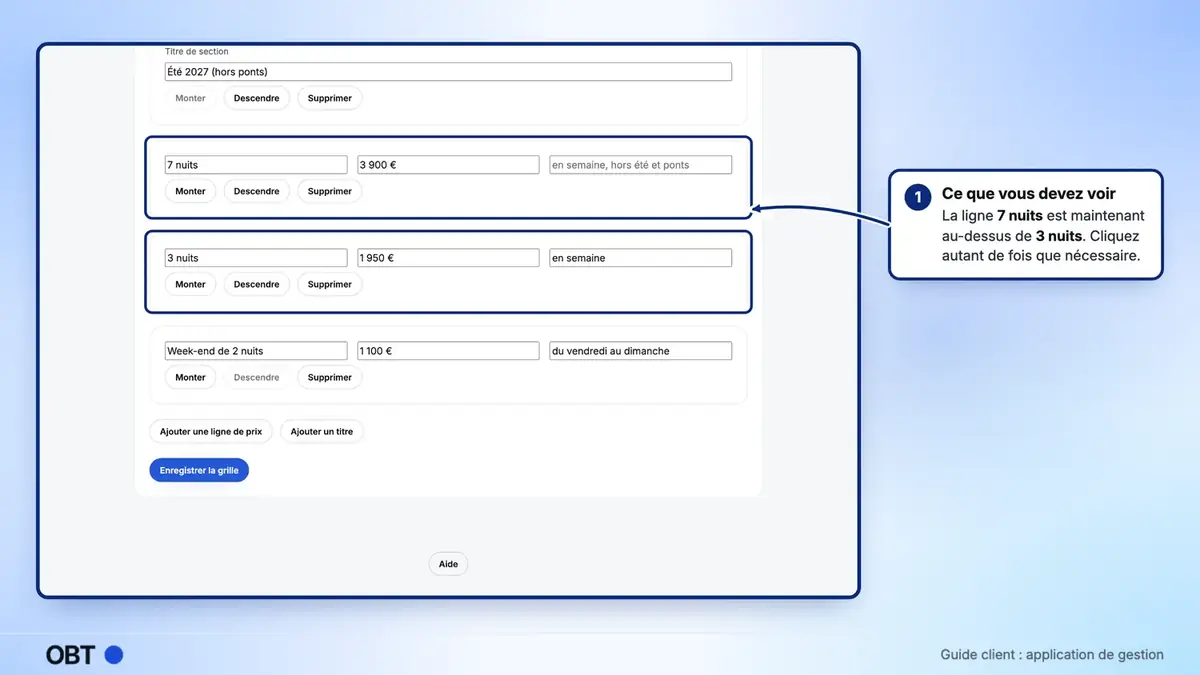 Titre de section
Été 2027 (hors ponts)
Monter Descendre Supprimer
7 nuits 3 900 € en semaine, hors été et ponts
Monter Descendre Supprimer
3 nuits 1 950 € en semaine
Monter Descendre Supprimer
Week-end de 2 nuits 1 100 € du vendredi au dimanche
Monter Descendre Supprimer
Ajouter une ligne de prix Ajouter un titre
Enregistrer la grille
Aide
1 Ce que vous devez voir
La ligne 7 nuits est maintenant
au-dessus de 3 nuits. Cliquez
autant de fois que nécessaire.
OBT
Guide client : application de gestion